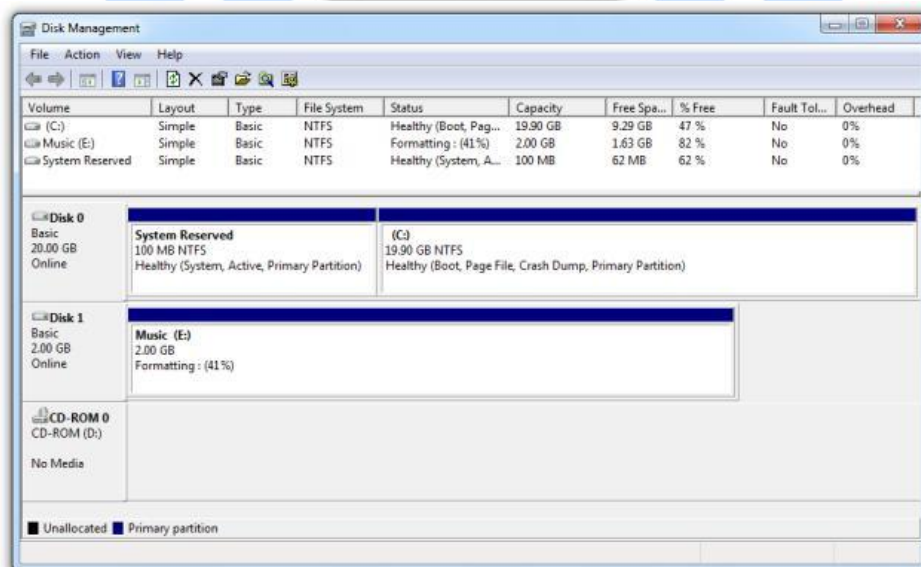 Disk Management
File Action View Help
Volume Layout Type File System Status Capacity Free Spa... % Free Fault Tol... Overhead
(C:) Simple Basic NTFS Healthy (Boot, Pag... 19.90 GB 9.29 GB 47 % No 0%
Music (E:) Simple Basic NTFS Formatting : (41%) 2.00 GB 1.63 GB 82 % No 0%
System Reserved Simple Basic NTFS Healthy (System, A... 100 MB 62 MB 62 % No 0%
Disk 0
Basic
20.00 GB
Online
System Reserved
100 MB NTFS
Healthy (System, Active, Primary Partition)
(C:)
19.90 GB NTFS
Healthy (Boot, Page File, Crash Dump, Primary Partition)
Disk 1
Basic
2.00 GB
Online
Music (E:)
2.00 GB
Formatting : (41%)
CD-ROM 0
CD-ROM (D:)
No Media
Unallocated Primary partition